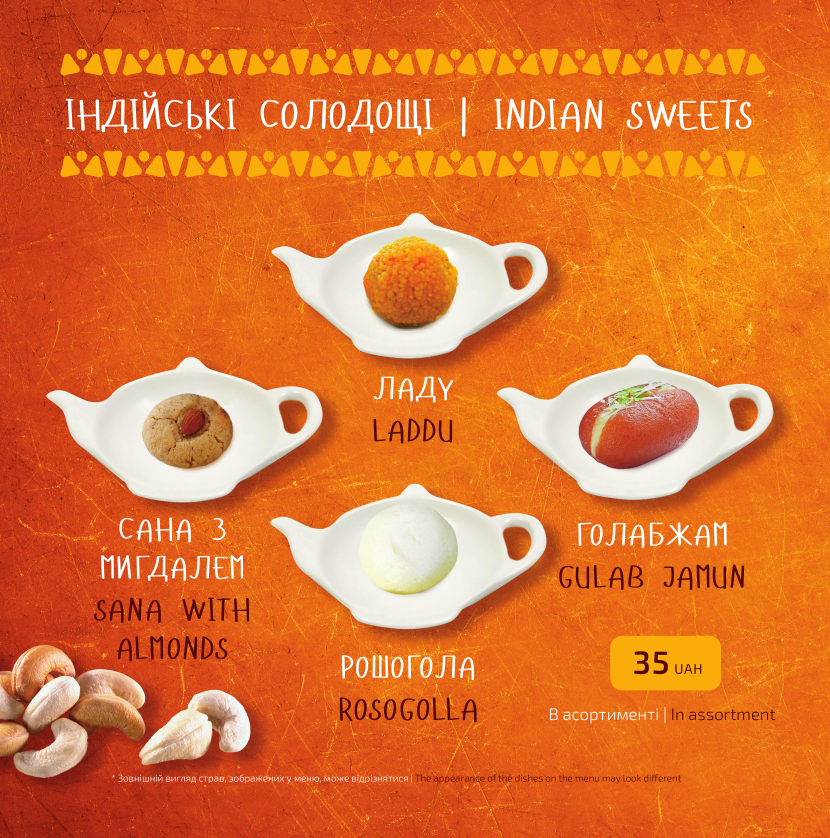 ІНДІЙСЬКІ СОЛОДОЩІ | INDIAN SWEETS
ЛАДУ
LADDU
САНА З
МИГДАЛЕМ
SANA WITH
ALMONDS
ГОЛАБЖАМ
GULAB JAMUN
РОШОГОЛА
ROSOGOLLA
35 UAH
В асортименті | In assortment
* Зовнішній вигляд страв, зображених у меню, може відрізнятися | The appearance of the dishes on the menu may look different